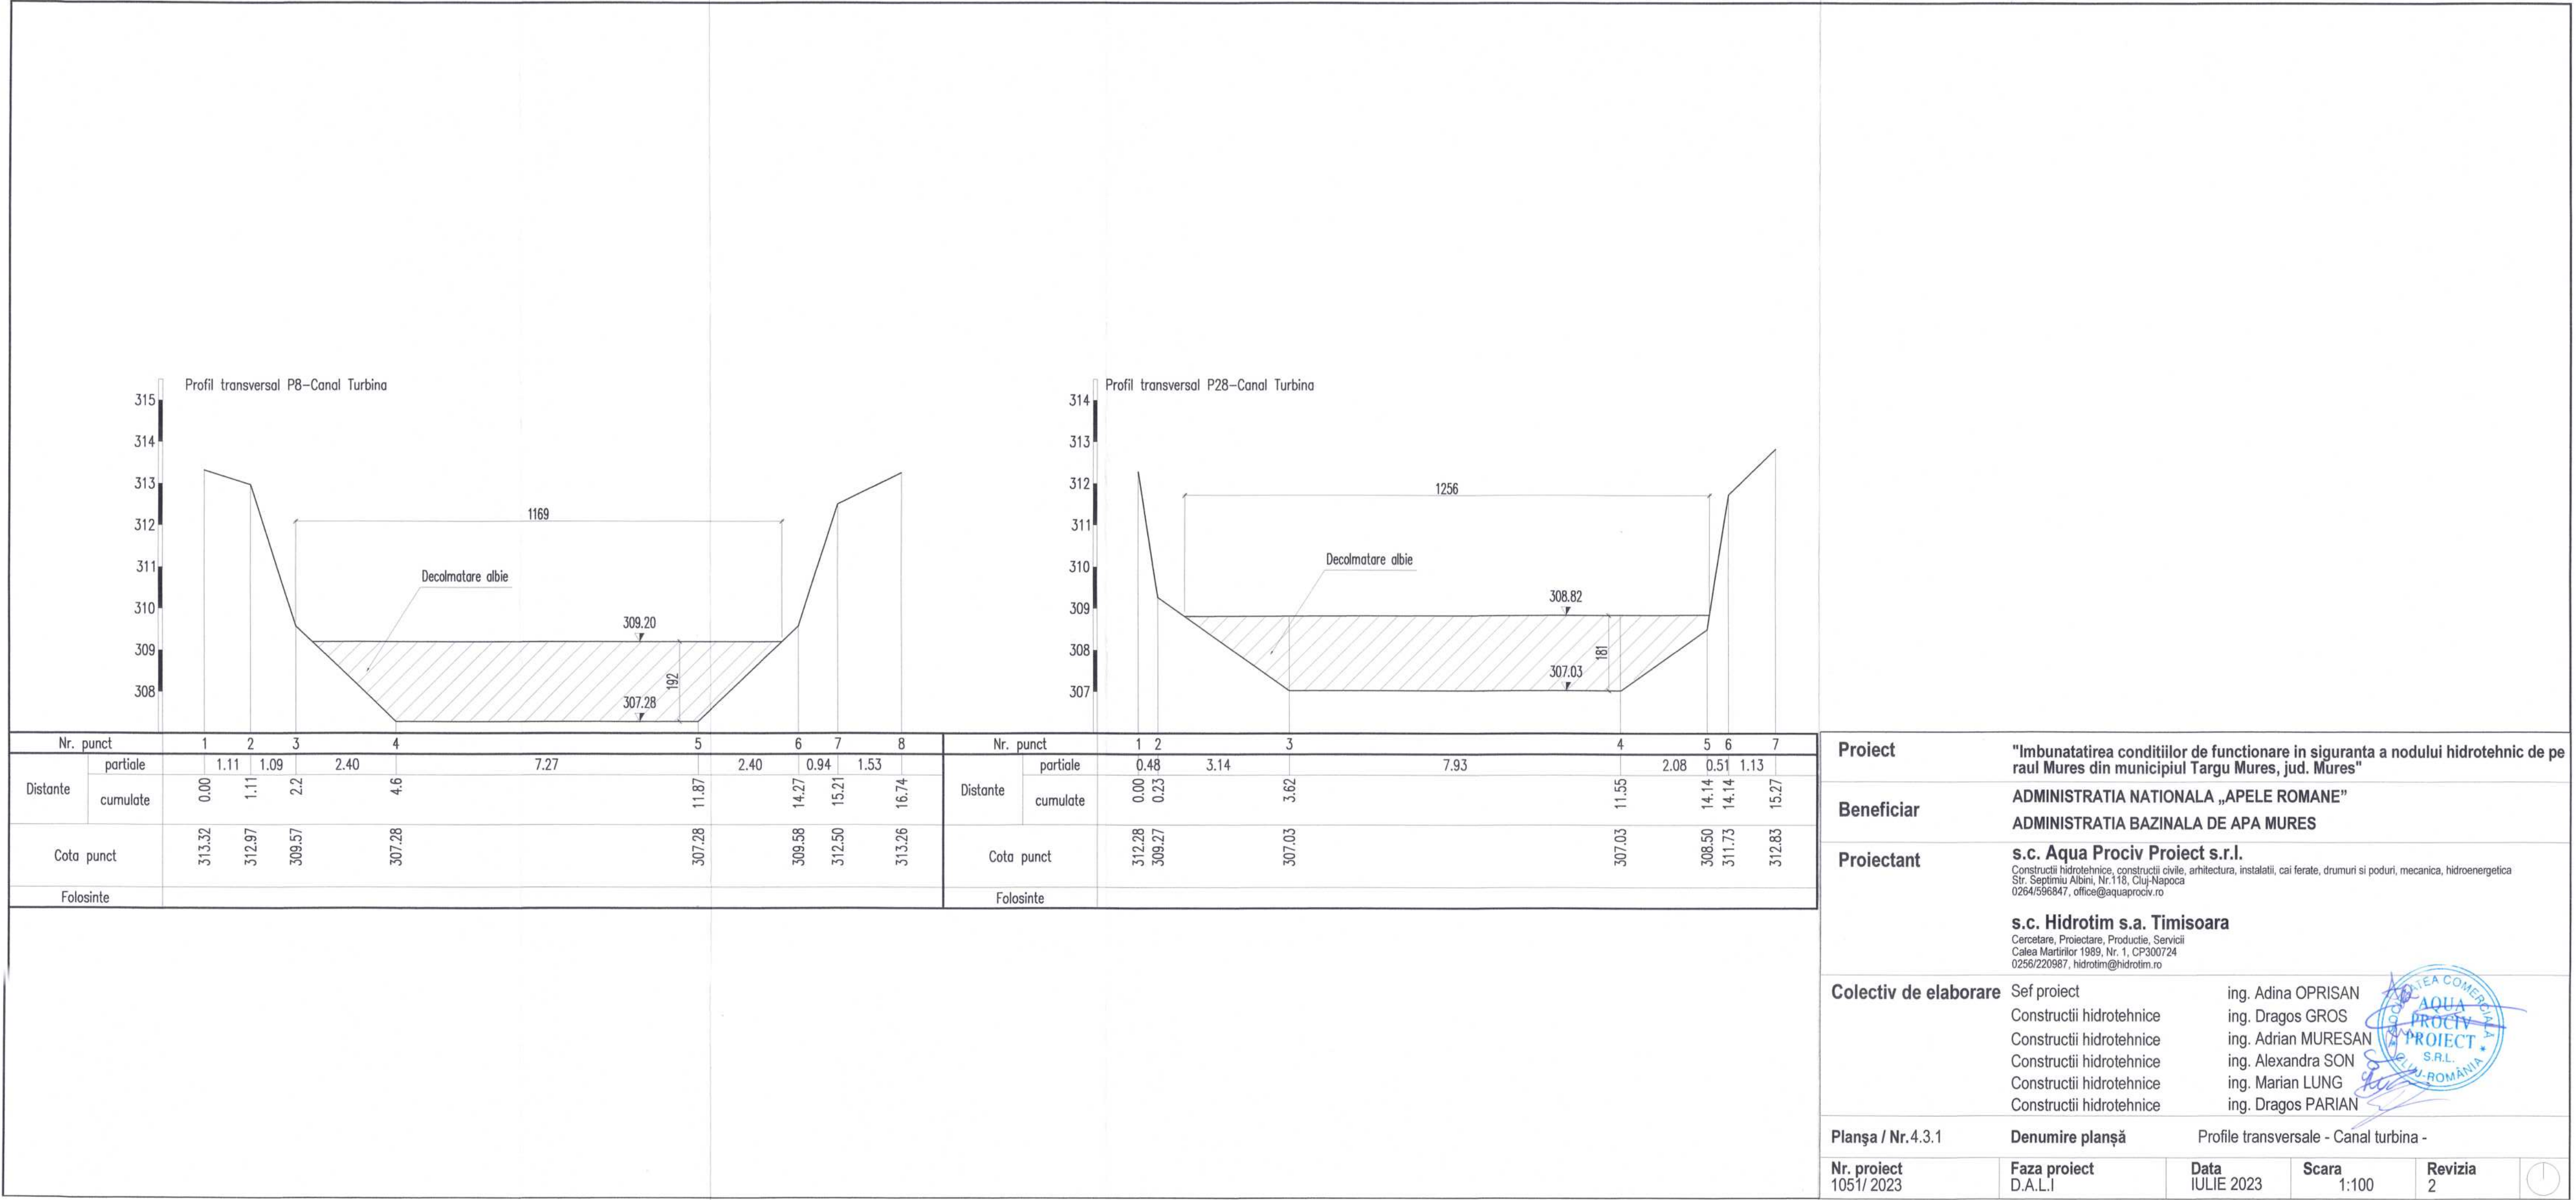 Profil transversal P8-Canal Turbina
315
314
313
312
311
310
309
308
1169
Decolmatare albie
309.20
192
307.28
Nr. punct 1 2 3 4 5 6 7 8
Distante
partiale 1.11 1.09 2.40 7.27 2.40 0.94 1.53
cumulate 0.00 1.11 2.2 4.6 11.87 14.27 15.21 16.74
Cota punct 313.32 312.97 309.57 307.28 307.28 309.58 312.50 313.26
Folosinte
Profil transversal P28-Canal Turbina
314
313
312
311
310
309
308
307
1256
Decolmatare albie
308.82
181
307.03
Nr. punct 1 2 3 4 5 6 7
Distante
partiale 0.48 3.14 7.93 2.08 0.51 1.13
cumulate 0.00 0.23 3.62 11.55 14.14 14.14 15.27
Cota punct 312.28 309.27 307.03 307.03 308.50 311.73 312.83
Folosinte
Proiect "Imbunatatirea conditiilor de functionare in siguranta a nodului hidrotehnic de pe
raul Mures din municipiul Targu Mures, jud. Mures"
Beneficiar ADMINISTRATIA NATIONALA „APELE ROMANE”
ADMINISTRATIA BAZINALA DE APA MURES
Proiectant s.c. Aqua Prociv Proiect s.r.l.
Constructii hidrotehnice, constructii civile, arhitectura, instalatii, cai ferate, drumuri si poduri, mecanica, hidroenergetica
Str. Septimiu Albini, Nr.118, Cluj-Napoca
0264/596847, office@aquaprociv.ro
s.c. Hidrotim s.a. Timisoara
Cercetare, Proiectare, Productie, Servicii
Calea Martirilor 1989, Nr. 1, CP300724
0256/220987, hidrotim@hidrotim.ro
Colectiv de elaborare Sef proiect ing. Adina OPRISAN
Constructii hidrotehnice ing. Dragos GROS
Constructii hidrotehnice ing. Adrian MURESAN
Constructii hidrotehnice ing. Alexandra SON
Constructii hidrotehnice ing. Marian LUNG
Constructii hidrotehnice ing. Dragos PARIAN
SOCIETATEA COMERCIALĂ
AQUA
PROCIV
PROIECT
S.R.L.
CLUJ-ROMÂNIA
Planşa / Nr. 4.3.1 Denumire planșă Profile transversale - Canal turbina -
Nr. proiect Faza proiect Data Scara Revizia
1051/ 2023 D.A.L.I IULIE 2023 1:100 2